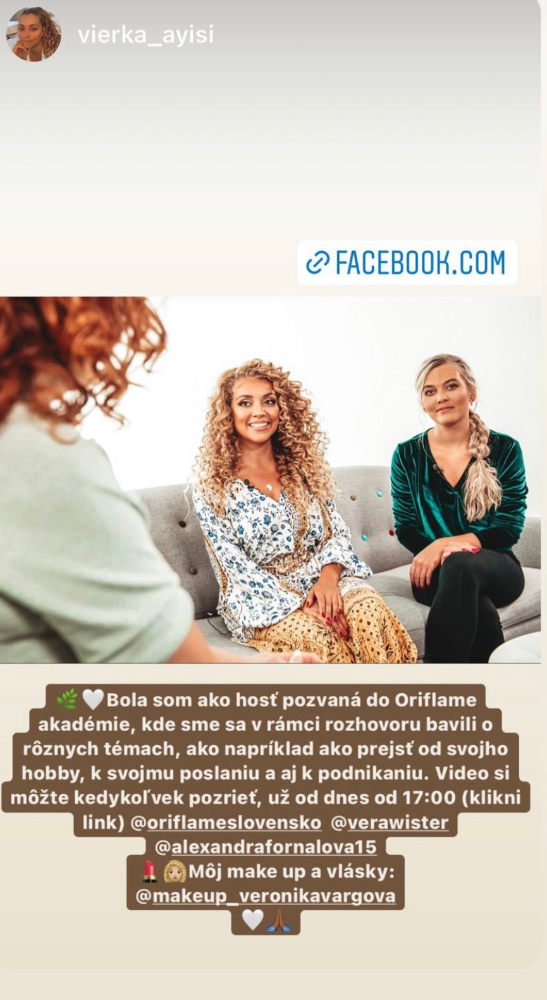 vierka_ayisi
FACEBOOK.COM
🌿🤍Bola som ako hosť pozvaná do Oriflame
akadémie, kde sme sa v rámci rozhovoru bavili o
rôznych témach, ako napríklad ako prejsť od svojho
hobby, k svojmu poslaniu a aj k podnikaniu. Video si
môžte kedykoľvek pozrieť, už od dnes od 17:00 (klikni
link) @oriflameslovensko @verawister
@alexandrafornalova15
💄👩🏼‍🦱Môj make up a vlásky:
@makeup_veronikavargova
🤍🙏🏾